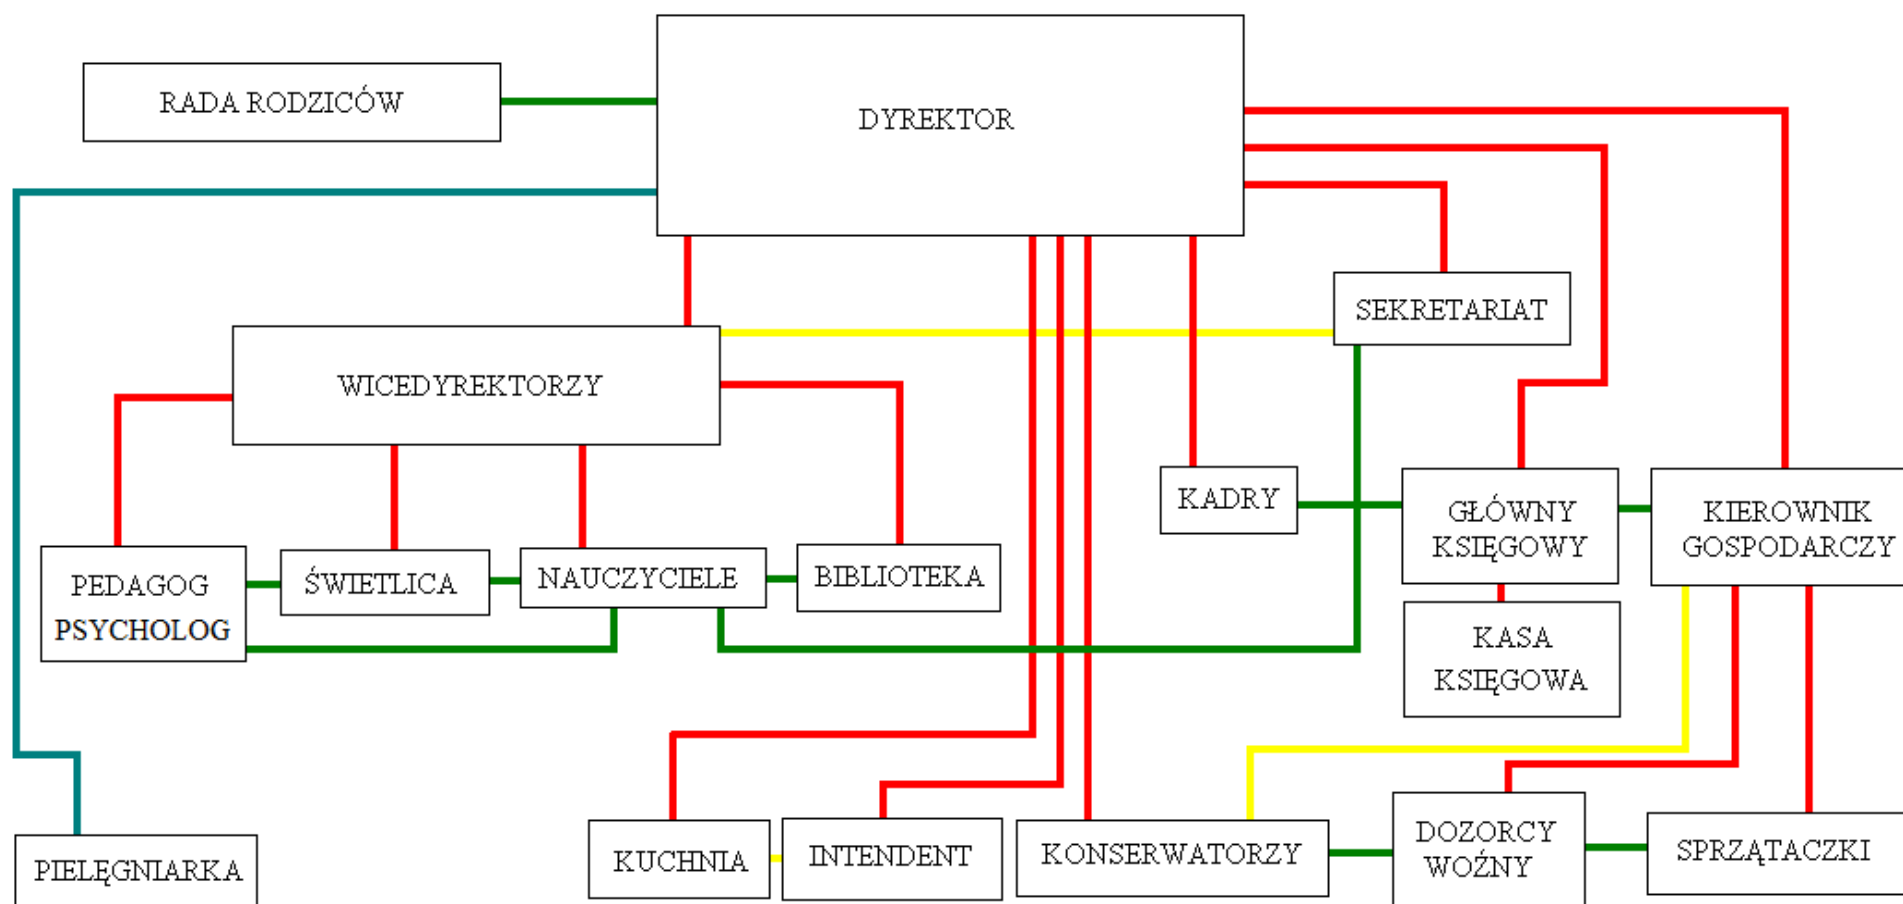 RADA RODZICÓW
DYREKTOR
SEKRETARIAT
WICEDYREKTORZY
KADRY
GŁÓWNY
KSIĘGOWY
KIEROWNIK
GOSPODARCZY
PEDAGOG
PSYCHOLOG
ŚWIETLICA
NAUCZYCIELE
BIBLIOTEKA
KASA
KSIĘGOWA
PIELĘGNIARKA
KUCHNIA
INTENDENT
KONSERWATORZY
DOZORCY
WOŹNY
SPRZĄTACZKI